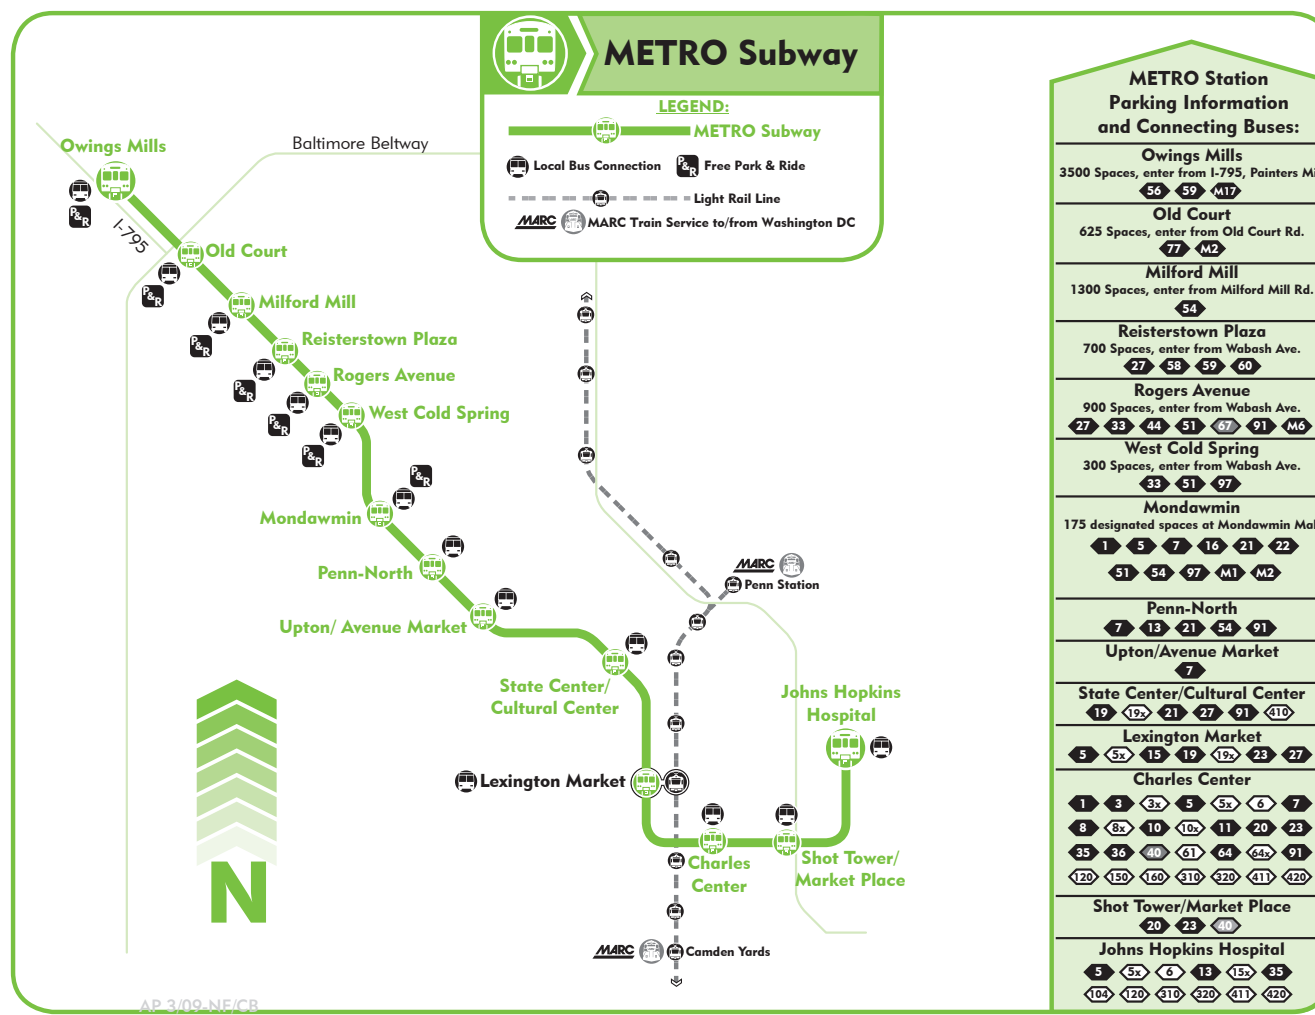 METRO Subway
LEGEND:
METRO Subway
Local Bus Connection
P&R
Free Park & Ride
Light Rail Line
MARC
MARC Train Service to/from Washington DC
Baltimore Beltway
I-795
Owings Mills
P&R
Old Court
P&R
Milford Mill
P&R
Reisterstown Plaza
P&R
Rogers Avenue
P&R
West Cold Spring
P&R
P&R
Mondawmin
Penn-North
Upton/ Avenue Market
State Center/
Cultural Center
Lexington Market
Charles
Center
Shot Tower/
Market Place
Johns Hopkins
Hospital
MARC
Penn Station
MARC
Camden Yards
N
AP 3/09-NF/CB
METRO Station
Parking Information
and Connecting Buses:
Owings Mills
3500 Spaces, enter from I-795, Painters Mi
56 59 M17
Old Court
625 Spaces, enter from Old Court Rd.
77 M2
Milford Mill
1300 Spaces, enter from Milford Mill Rd.
54
Reisterstown Plaza
700 Spaces, enter from Wabash Ave.
27 58 59 60
Rogers Avenue
900 Spaces, enter from Wabash Ave.
27 33 44 51 67 91 M6
West Cold Spring
300 Spaces, enter from Wabash Ave.
33 51 97
Mondawmin
175 designated spaces at Mondawmin Mal
1 5 7 16 21 22
51 54 97 M1 M2
Penn-North
7 13 21 54 91
Upton/Avenue Market
7
State Center/Cultural Center
19 19x 21 27 91 410
Lexington Market
5 5x 15 19 19x 23 27
Charles Center
1 3 3x 5 5x 6 7
8 8x 10 10x 11 20 23
35 36 40 61 64 64x 91
120 150 160 310 320 411 420
Shot Tower/Market Place
20 23 40
Johns Hopkins Hospital
5 5x 6 13 15x 35
104 120 310 320 411 420